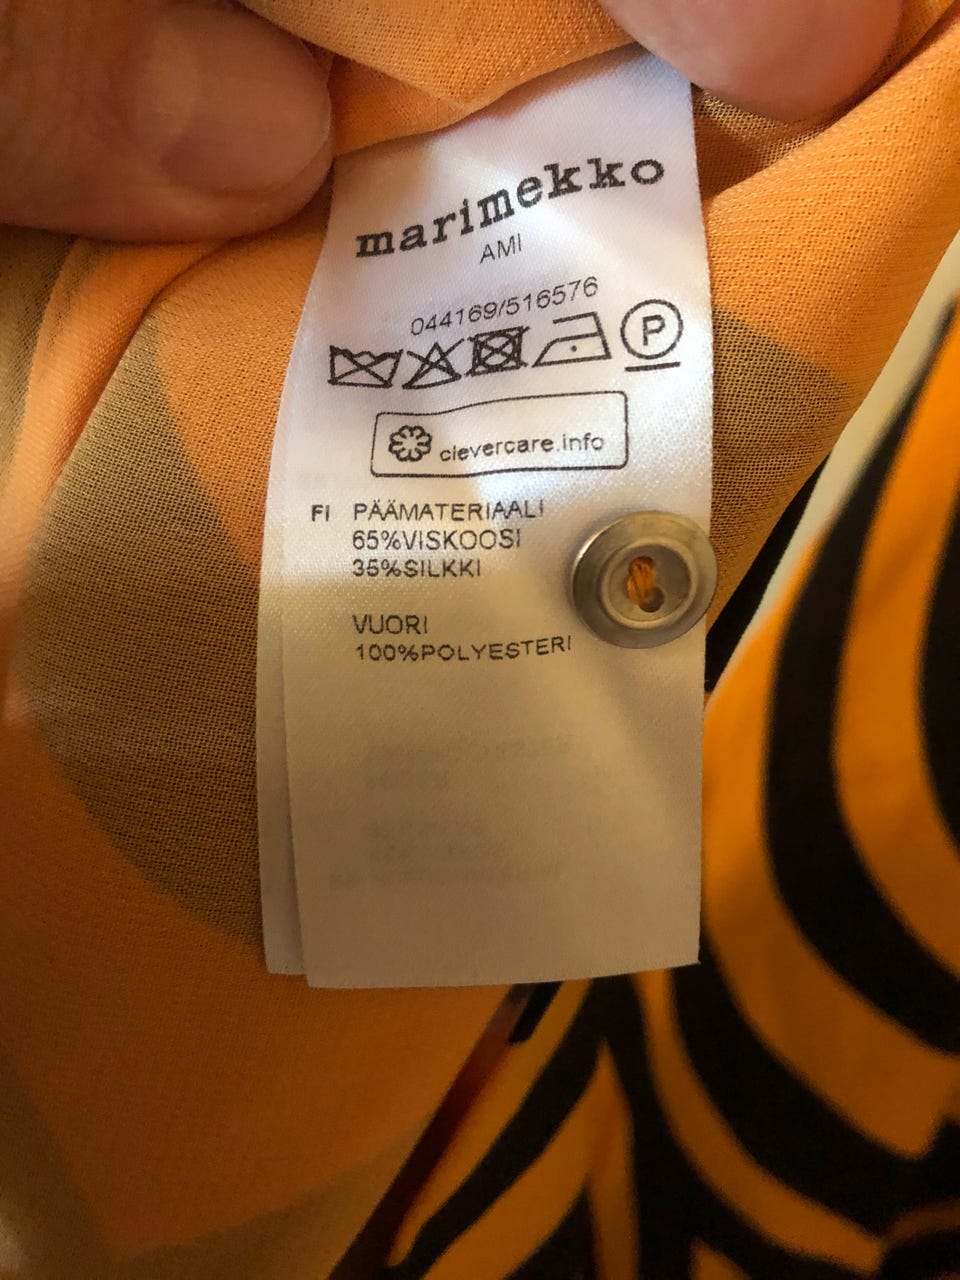 marimekko
AMI
044169/516576
P
clevercare.info
FI PÄÄMATERIAALI
65%VISKOOSI
35%SILKKI
VUORI
100%POLYESTERI